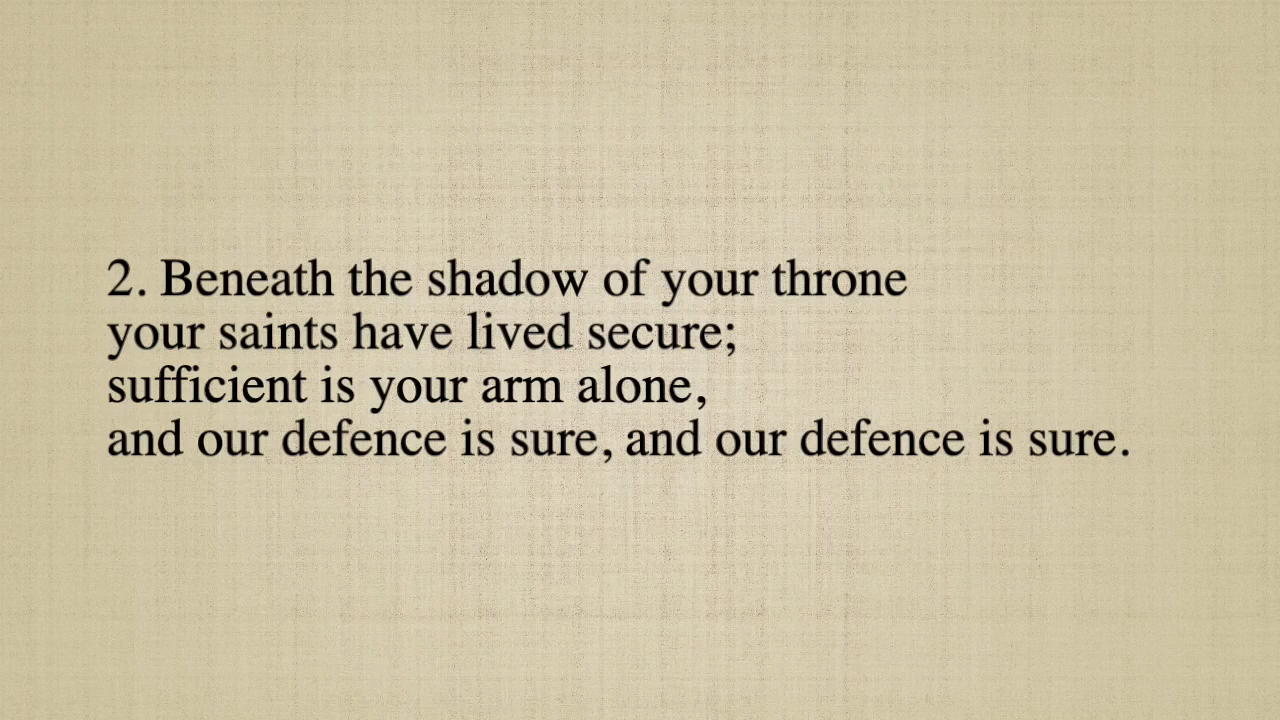 2. Beneath the shadow of your throne
your saints have lived secure;
sufficient is your arm alone,
and our defence is sure, and our defence is sure.